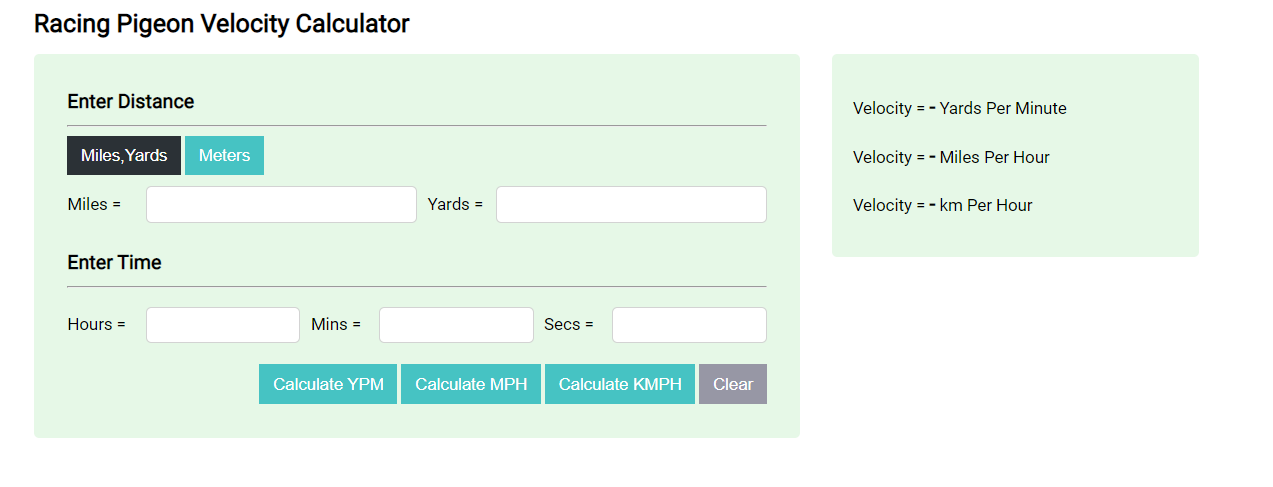 Racing Pigeon Velocity Calculator
Enter Distance
Miles,Yards Meters
Miles = Yards =
Enter Time
Hours = Mins = Secs =
Calculate YPM Calculate MPH Calculate KMPH Clear
Velocity = - Yards Per Minute
Velocity = - Miles Per Hour
Velocity = - km Per Hour